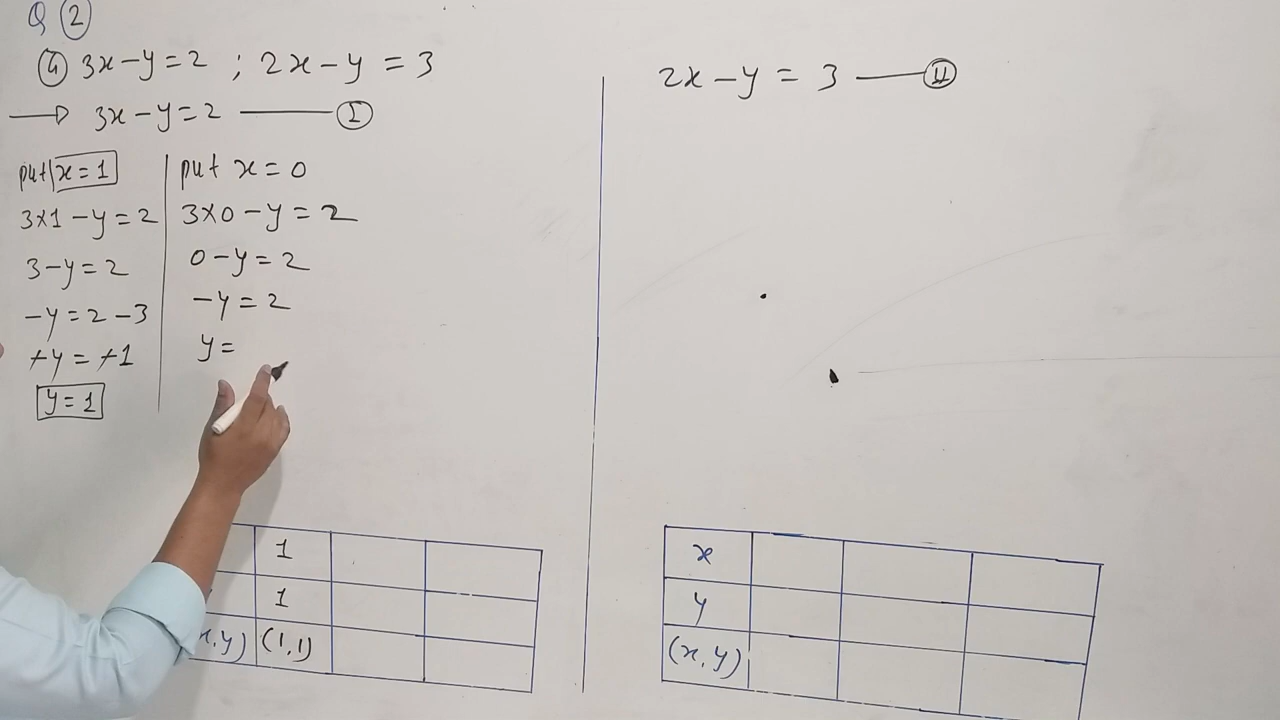 Q (2)
(4) 3x-y=2 ; 2x-y=3
→ 3x-y=2 —— (I)
put x=1
3×1-y=2
3-y=2
-y=2-3
+y=+1
y=1
put x=0
3×0-y=2
0-y=2
-y=2
y=
1
1
x,y) (1,1)
2x-y=3 —— (II)
x
y
(x,y)